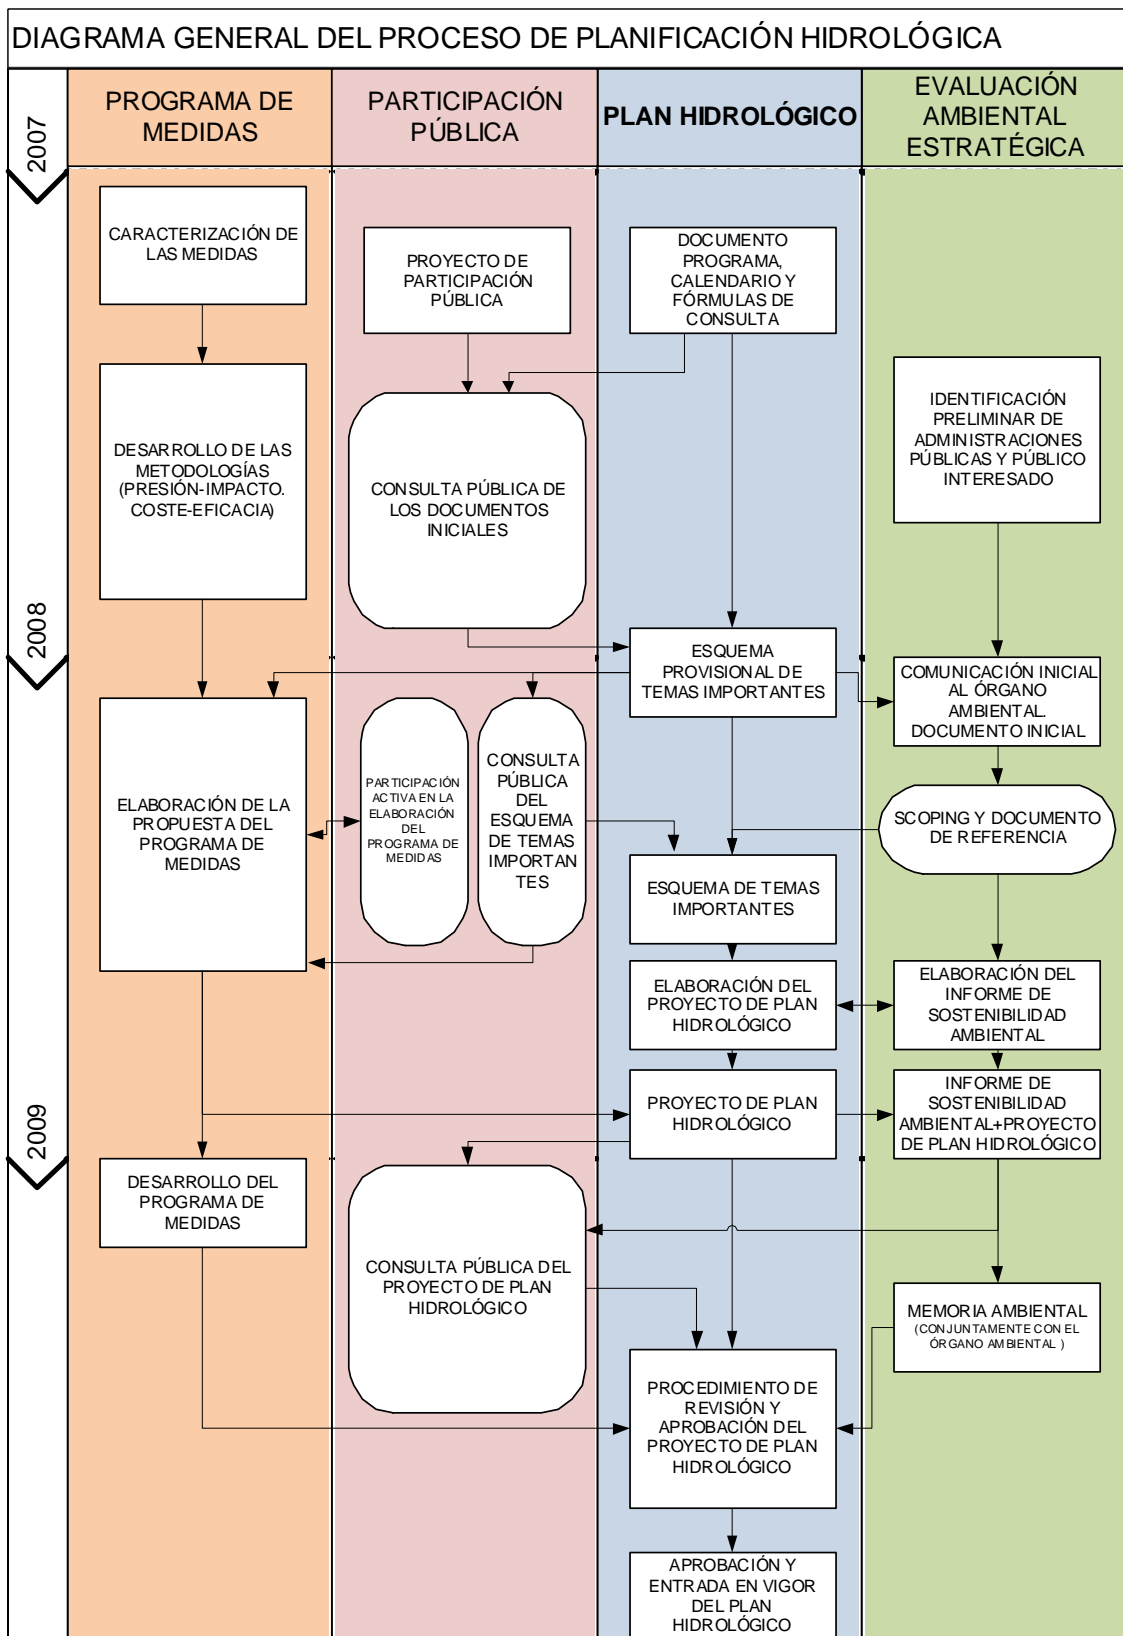 DIAGRAMA GENERAL DEL PROCESO DE PLANIFICACIÓN HIDROLÓGICA
2007
PROGRAMA DE
MEDIDAS
PARTICIPACIÓN
PÚBLICA
PLAN HIDROLÓGICO
EVALUACIÓN
AMBIENTAL
ESTRATÉGICA
CARACTERIZACIÓN DE
LAS MEDIDAS
PROYECTO DE
PARTICIPACIÓN
PÚBLICA
DOCUMENTO
PROGRAMA,
CALENDARIO Y
FÓRMULAS DE
CONSULTA
IDENTIFICACIÓN
PRELIMINAR DE
ADMINISTRACIONES
PÚBLICAS Y PÚBLICO
INTERESADO
DESARROLLO DE LAS
METODOLOGÍAS
(PRESIÓN-IMPACTO.
COSTE-EFICACIA)
CONSULTA PÚBLICA DE
LOS DOCUMENTOS
INICIALES
2008
ESQUEMA
PROVISIONAL DE
TEMAS IMPORTANTES
COMUNICACIÓN INICIAL
AL ÓRGANO
AMBIENTAL.
DOCUMENTO INICIAL
ELABORACIÓN DE LA
PROPUESTA DEL
PROGRAMA DE
MEDIDAS
PARTICIPACIÓN
ACTIVA EN LA
ELABORACIÓN
DEL
PROGRAMA DE
MEDIDAS
CONSULTA
PÚBLICA
DEL
ESQUEMA
DE TEMAS
IMPORTAN
TES
SCOPING Y DOCUMENTO
DE REFERENCIA
ESQUEMA DE TEMAS
IMPORTANTES
ELABORACIÓN DEL
PROYECTO DE PLAN
HIDROLÓGICO
ELABORACIÓN DEL
INFORME DE
SOSTENIBILIDAD
AMBIENTAL
2009
PROYECTO DE PLAN
HIDROLÓGICO
INFORME DE
SOSTENIBILIDAD
AMBIENTAL+PROYECTO
DE PLAN HIDROLÓGICO
DESARROLLO DEL
PROGRAMA DE
MEDIDAS
CONSULTA PÚBLICA DEL
PROYECTO DE PLAN
HIDROLÓGICO
MEMORIA AMBIENTAL
(CONJUNTAMENTE CON EL
ÓRGANO AMBIENTAL )
PROCEDIMIENTO DE
REVISIÓN Y
APROBACIÓN DEL
PROYECTO DE PLAN
HIDROLÓGICO
APROBACIÓN Y
ENTRADA EN VIGOR
DEL PLAN
HIDROLÓGICO